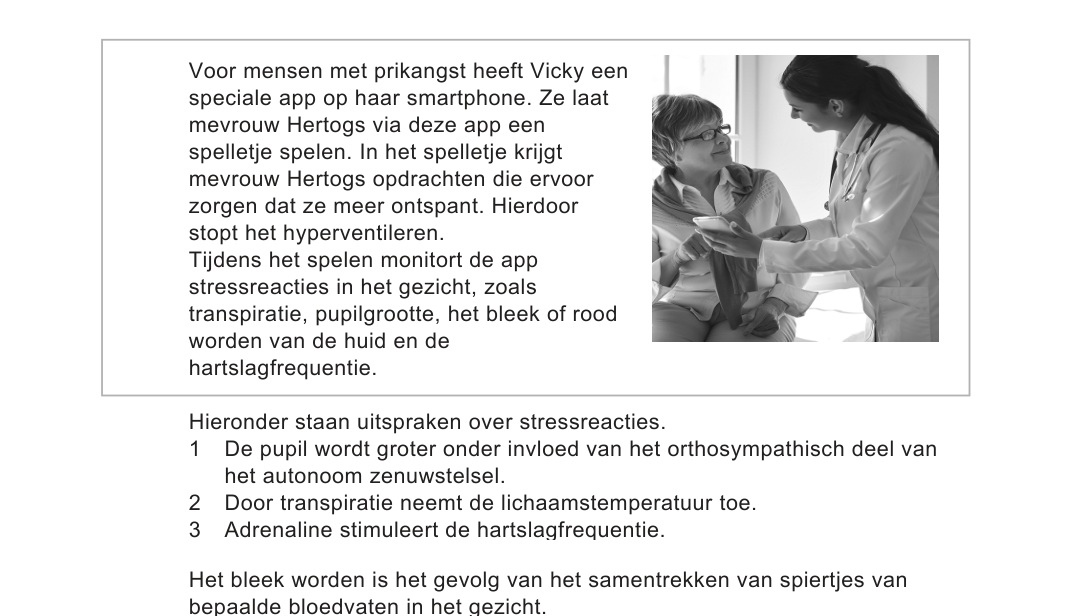 Voor mensen met prikangst heeft Vicky een
speciale app op haar smartphone. Ze laat
mevrouw Hertogs via deze app een
spelletje spelen. In het spelletje krijgt
mevrouw Hertogs opdrachten die ervoor
zorgen dat ze meer ontspant. Hierdoor
stopt het hyperventileren.
Tijdens het spelen monitort de app
stressreacties in het gezicht, zoals
transpiratie, pupilgrootte, het bleek of rood
worden van de huid en de
hartslagfrequentie.
Hieronder staan uitspraken over stressreacties.
1 De pupil wordt groter onder invloed van het orthosympathisch deel van
het autonoom zenuwstelsel.
2 Door transpiratie neemt de lichaamstemperatuur toe.
3 Adrenaline stimuleert de hartslagfrequentie.
Het bleek worden is het gevolg van het samentrekken van spiertjes van
bepaalde bloedvaten in het gezicht.